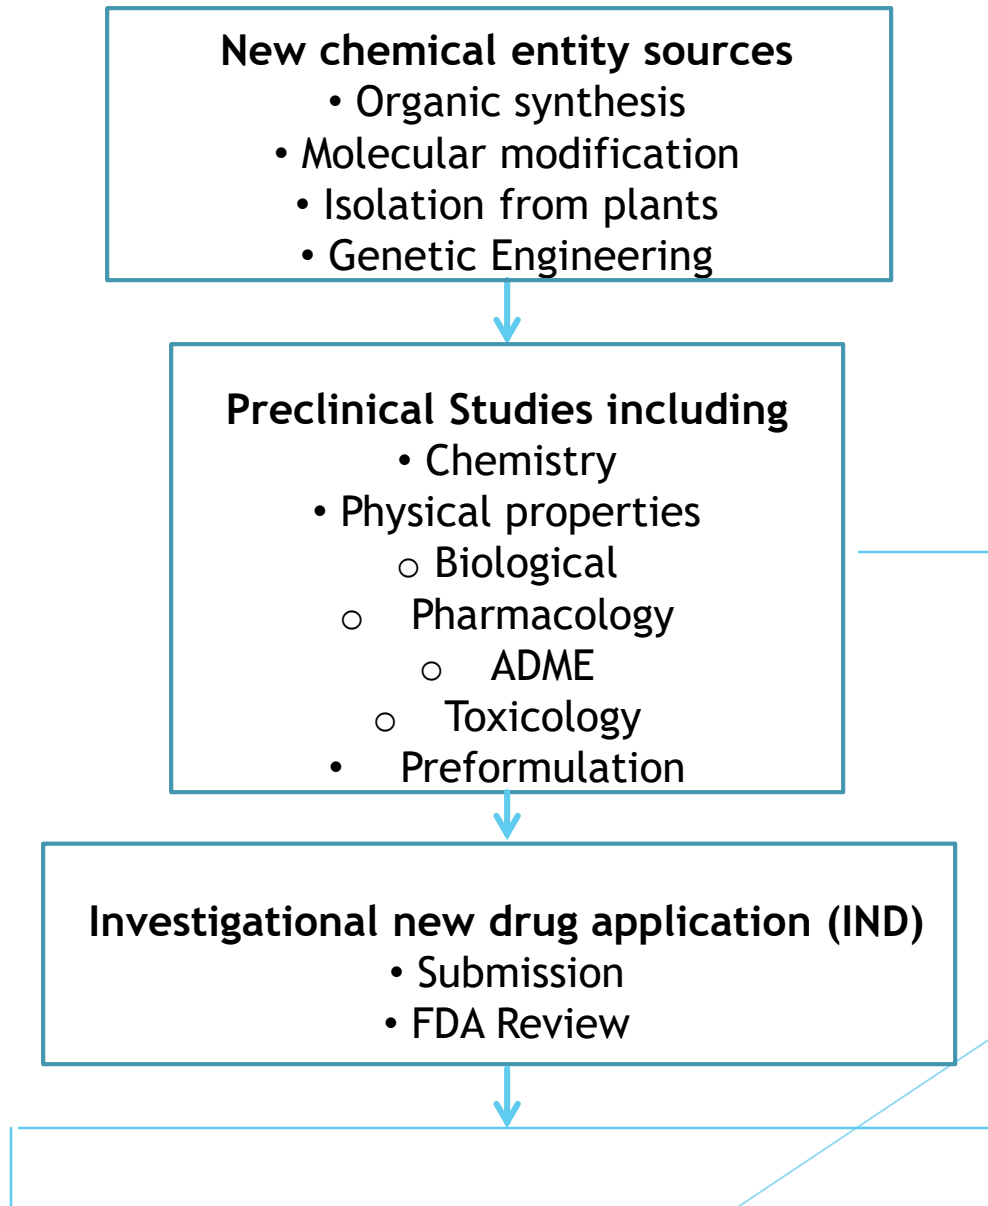 New chemical entity sources
• Organic synthesis
• Molecular modification
• Isolation from plants
• Genetic Engineering
Preclinical Studies including
• Chemistry
• Physical properties
o Biological
o Pharmacology
o ADME
o Toxicology
• Preformulation
Investigational new drug application (IND)
• Submission
• FDA Review